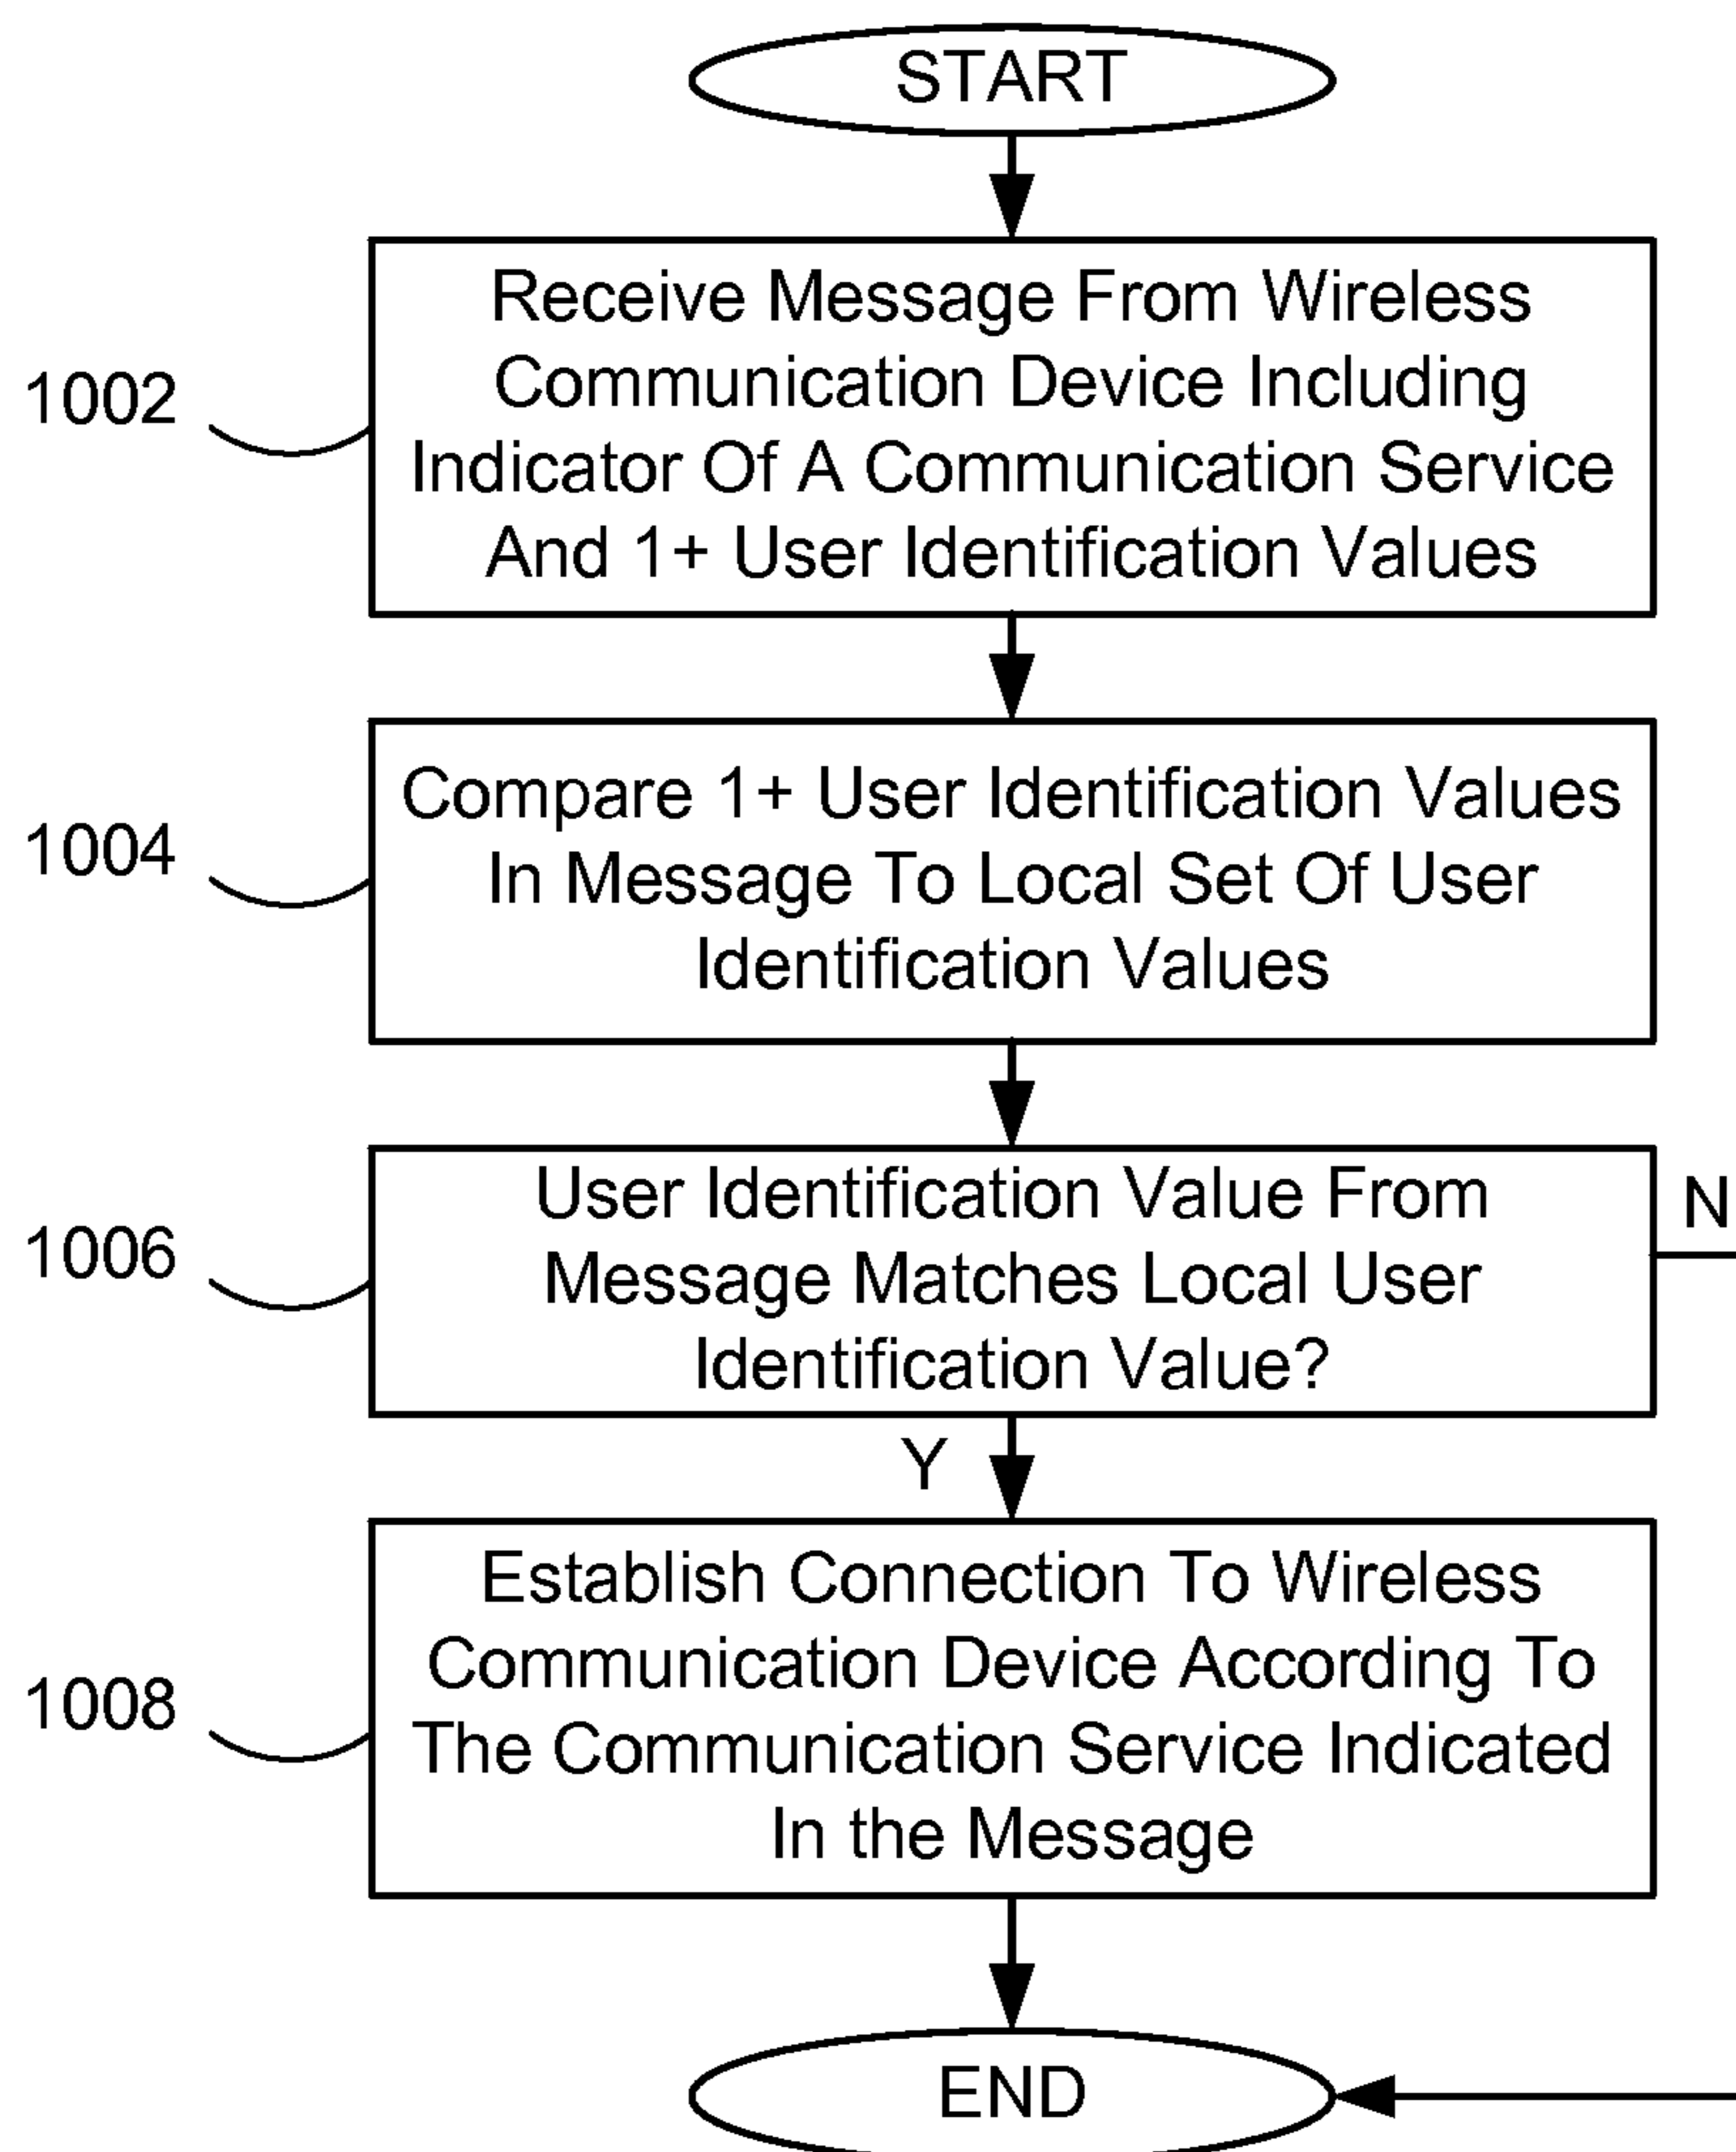 START
1002
Receive Message From Wireless
Communication Device Including
Indicator Of A Communication Service
And 1+ User Identification Values
1004
Compare 1+ User Identification Values
In Message To Local Set Of User
Identification Values
1006
User Identification Value From
Message Matches Local User
Identification Value?
N
Y
1008
Establish Connection To Wireless
Communication Device According To
The Communication Service Indicated
In the Message
END